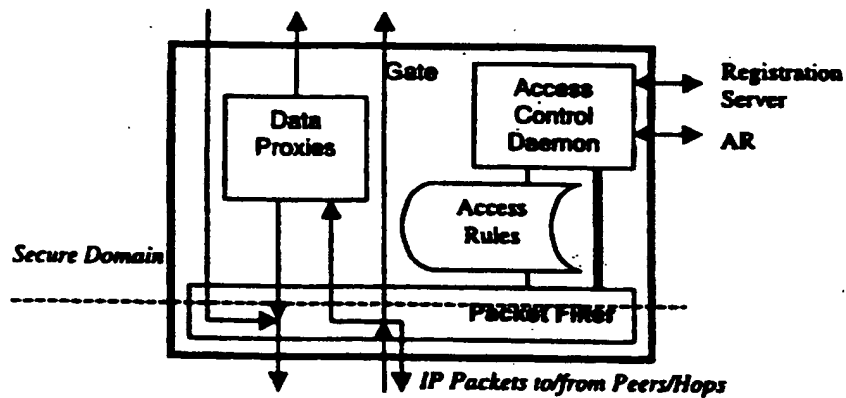 Gate
Data
Proxies
Access
Control
Daemon
Registration
Server
AR
Access
Rules
Secure Domain
Packet Filter
IP Packets to/from Peers/Hops